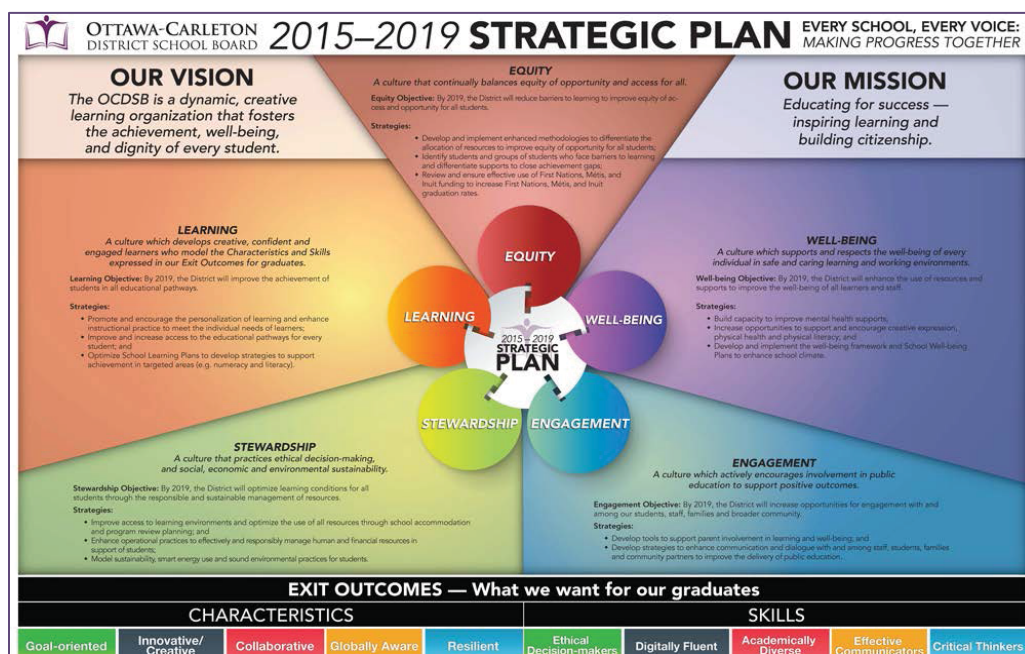 OTTAWA-CARLETON
DISTRICT SCHOOL BOARD
2015–2019 STRATEGIC PLAN
EVERY SCHOOL, EVERY VOICE:
MAKING PROGRESS TOGETHER
OUR VISION
The OCDSB is a dynamic, creative
learning organization that fosters
the achievement, well-being,
and dignity of every student.
EQUITY
A culture that continually balances equity of opportunity and access for all.
Equity Objective: By 2019, the District will reduce barriers to learning to improve equity of ac-
cess and opportunity for all students.
Strategies:
• Develop and implement enhanced methodologies to differentiate the
allocation of resources to improve equity of opportunity for all students;
• Identify students and groups of students who face barriers to learning
and differentiate supports to close achievement gaps;
• Review and ensure effective use of First Nations, Métis, and
Inuit funding to increase First Nations, Métis, and Inuit
graduation rates.
OUR MISSION
Educating for success —
inspiring learning and
building citizenship.
LEARNING
A culture which develops creative, confident and
engaged learners who model the Characteristics and Skills
expressed in our Exit Outcomes for graduates.
Learning Objective: By 2019, the District will improve the achievement of
students in all educational pathways.
Strategies:
• Promote and encourage the personalization of learning and enhance
instructional practice to meet the individual needs of learners;
• Improve and increase access to the educational pathways for every
student; and
• Optimize School Learning Plans to develop strategies to support
achievement in targeted areas (e.g. numeracy and literacy).
EQUITY
LEARNING
WELL-BEING
2015 – 2019
STRATEGIC
PLAN
STEWARDSHIP
ENGAGEMENT
WELL-BEING
A culture which supports and respects the well-being of every
individual in safe and caring learning and working environments.
Well-being Objective: By 2019, the District will enhance the use of resources and
supports to improve the well-being of all learners and staff.
Strategies:
• Build capacity to improve mental health supports;
• Increase opportunities to support and encourage creative expression,
physical health and physical literacy; and
• Develop and implement the well-being framework and School Well-being
Plans to enhance school climate.
STEWARDSHIP
A culture that practices ethical decision-making,
and social, economic and environmental sustainability.
Stewardship Objective: By 2019, the District will optimize learning conditions for all
students through the responsible and sustainable management of resources.
Strategies:
• Improve access to learning environments and optimize the use of all resources through school accommodation
and program review planning; and
• Enhance operational practices to effectively and responsibly manage human and financial resources in
support of students;
• Model sustainability, smart energy use and sound environmental practices for students.
ENGAGEMENT
A culture which actively encourages involvement in public
education to support positive outcomes.
Engagement Objective: By 2019, the District will increase opportunities for engagement with and
among our students, staff, families and broader community.
Strategies:
• Develop tools to support parent involvement in learning and well-being; and
• Develop strategies to enhance communication and dialogue with and among staff, students, families
and community partners to improve the delivery of public education.
EXIT OUTCOMES — What we want for our graduates
CHARACTERISTICS
SKILLS
Goal-oriented
Innovative/
Creative
Collaborative
Globally Aware
Resilient
Ethical
Decision-makers
Digitally Fluent
Academically
Diverse
Effective
Communicators
Critical Thinkers